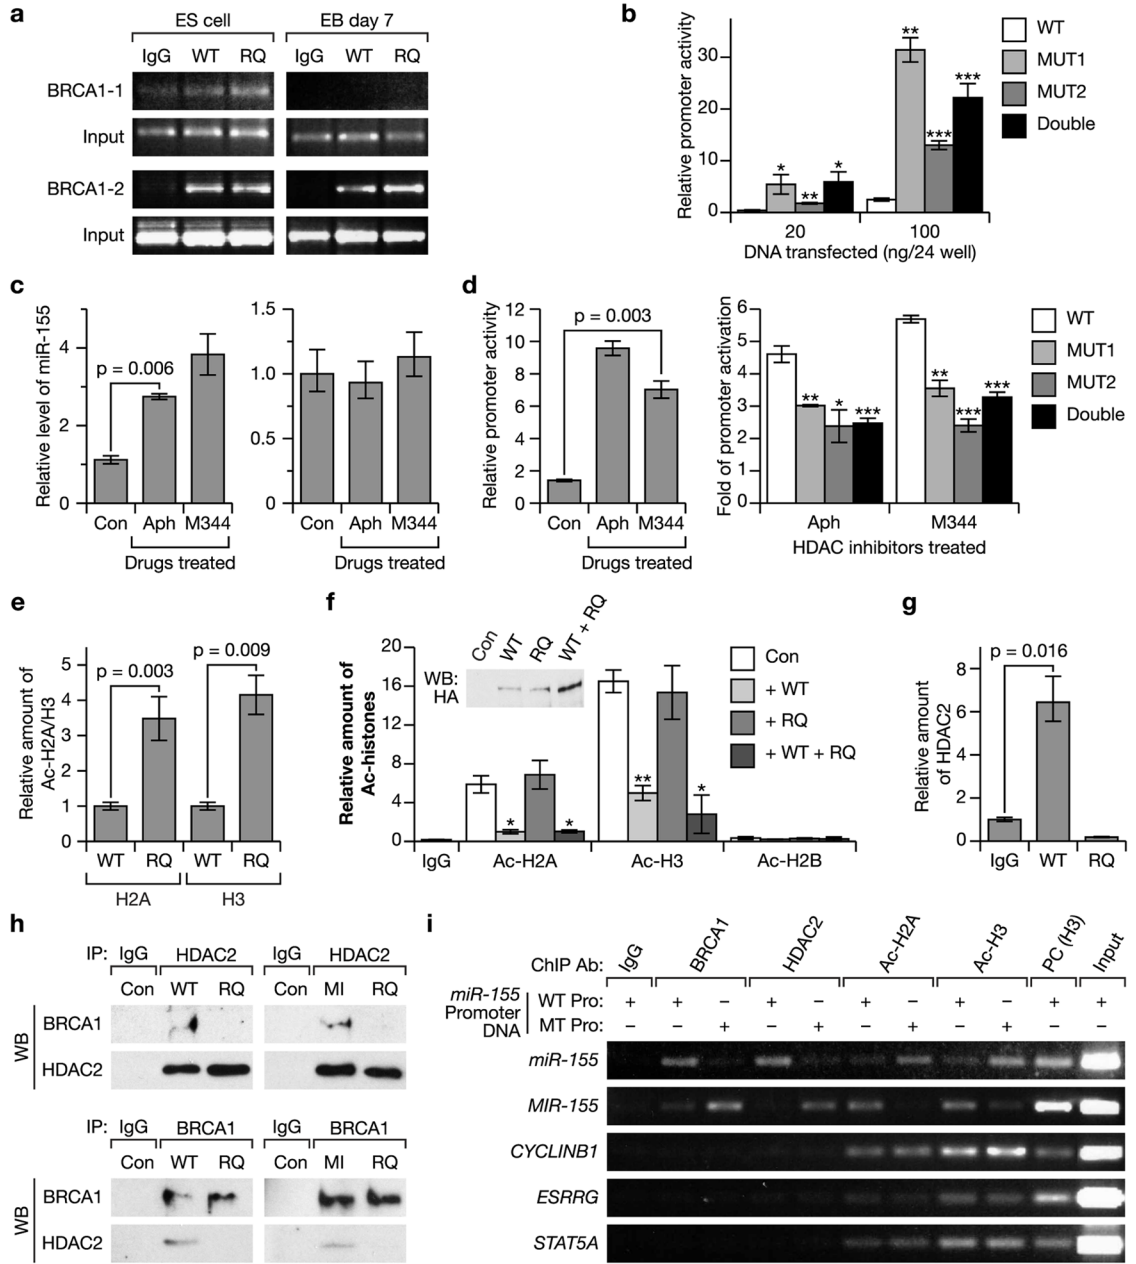 a
ES cell EB day 7
IgG WT RQ IgG WT RQ
BRCA1-1
Input
BRCA1-2
Input
b
Relative promoter activity
30
20
10
0
** *** *** * ** *
20 100
DNA transfected (ng/24 well)
WT
MUT1
MUT2
Double
c
Relative level of miR-155
4
2
0
p = 0.006
Con Aph M344
Drugs treated
1.5
1.0
0.5
0
Con Aph M344
Drugs treated
d
Relative promoter activity
12
10
8
6
4
2
0
p = 0.003
Con Aph M344
Drugs treated
Fold of promoter activation
6
5
4
3
2
1
0
** * *** ** *** ***
Aph M344
HDAC inhibitors treated
WT
MUT1
MUT2
Double
e
Relative amount of
Ac-H2A/H3
5
4
3
2
1
0
p = 0.003
p = 0.009
WT RQ WT RQ
H2A H3
f
Relative amount of
Ac-histones
20
16
12
8
4
0
Con WT RQ WT + RQ
WB:
HA
* * ** *
IgG Ac-H2A Ac-H3 Ac-H2B
Con
+ WT
+ RQ
+ WT + RQ
g
Relative amount
of HDAC2
8
6
4
2
0
p = 0.016
IgG WT RQ
h
IP: IgG HDAC2 IgG HDAC2
Con WT RQ Con MI RQ
WB
BRCA1
HDAC2
IP: IgG BRCA1 IgG BRCA1
Con WT RQ Con MI RQ
WB
BRCA1
HDAC2
i
ChIP Ab: IgG BRCA1 HDAC2 Ac-H2A Ac-H3 PC (H3) Input
miR-155
Promoter
DNA
WT Pro: + + − + − + − + − + +
MT Pro: − − + − + − + − + − −
miR-155
MIR-155
CYCLINB1
ESRRG
STAT5A